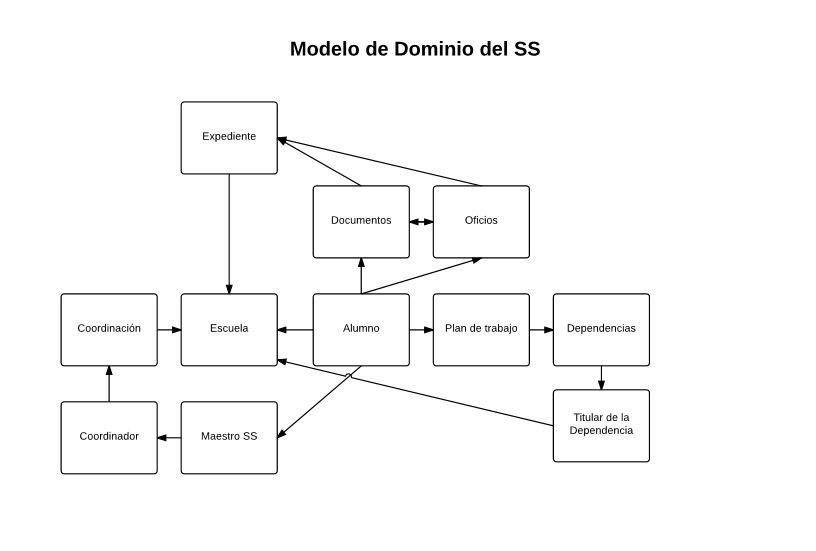 Modelo de Dominio del SS
Expediente
Documentos
Oficios
Coordinación
Escuela
Alumno
Plan de trabajo
Dependencias
Coordinador
Maestro SS
Titular de la
Dependencia